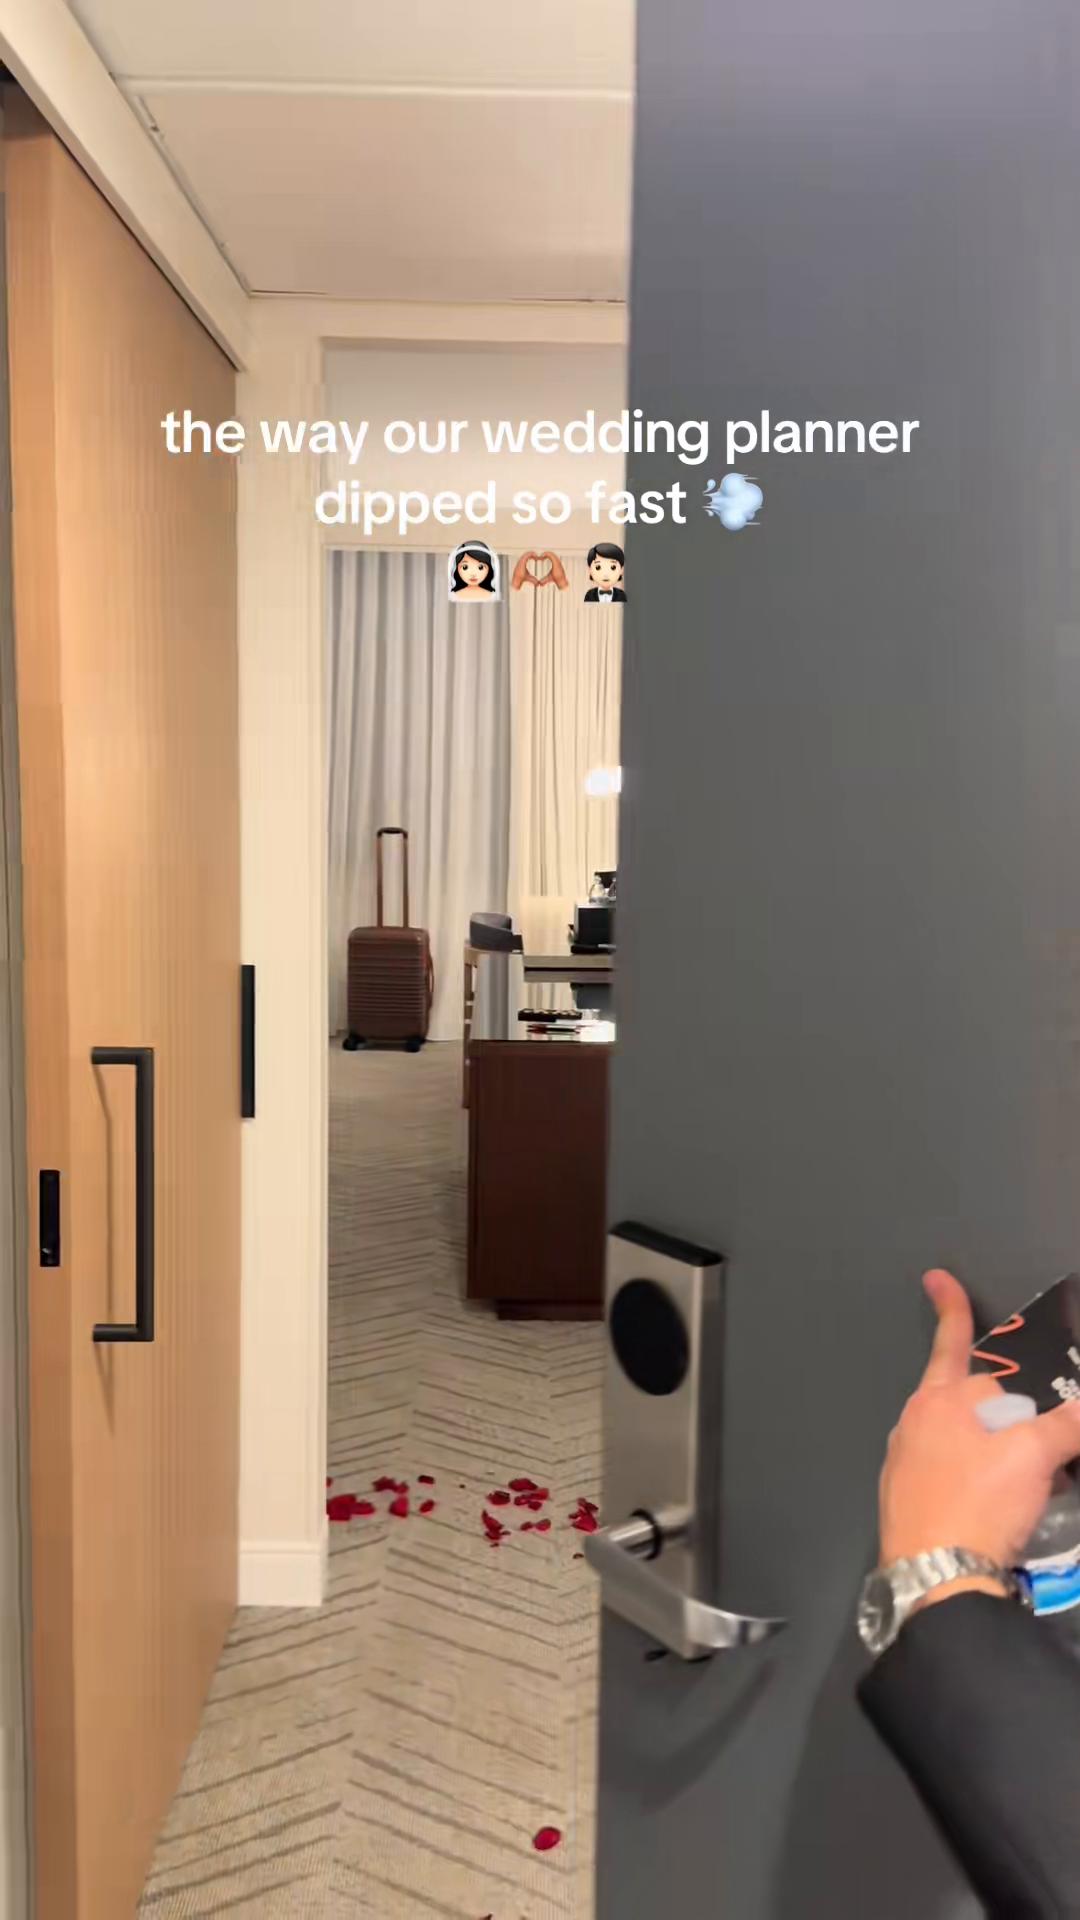 the way our wedding planner
dipped so fast 💨
👰🏻‍♀️🫶🏽🤵🏻